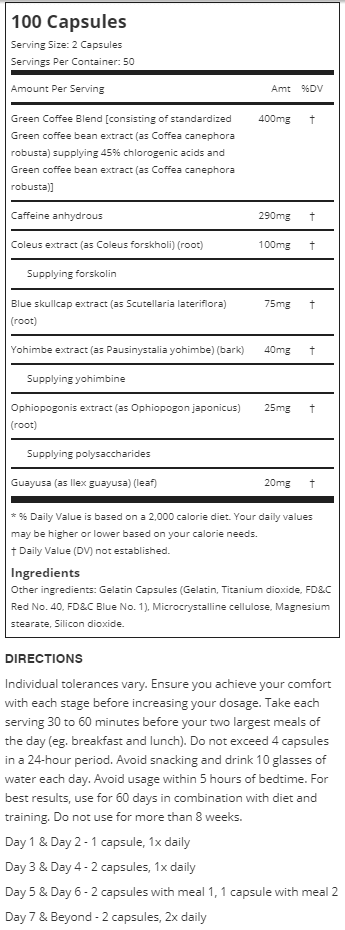 100 Capsules
Serving Size: 2 Capsules
Servings Per Container: 50
Amount Per Serving Amt %DV
Green Coffee Blend [consisting of standardized 400mg †
Green coffee bean extract (as Coffea canephora
robusta) supplying 45% chlorogenic acids and
Green coffee bean extract (as Coffea canephora
robusta)]
Caffeine anhydrous 290mg †
Coleus extract (as Coleus forskholi) (root) 100mg †
Supplying forskolin
Blue skullcap extract (as Scutellaria lateriflora) 75mg †
(root)
Yohimbe extract (as Pausinystalia yohimbe) (bark) 40mg †
Supplying yohimbine
Ophiopogonis extract (as Ophiopogon japonicus) 25mg †
(root)
Supplying polysaccharides
Guayusa (as Ilex guayusa) (leaf) 20mg †
* % Daily Value is based on a 2,000 calorie diet. Your daily values
may be higher or lower based on your calorie needs.
† Daily Value (DV) not established.
Ingredients
Other ingredients: Gelatin Capsules (Gelatin, Titanium dioxide, FD&C
Red No. 40, FD&C Blue No. 1), Microcrystalline cellulose, Magnesium
stearate, Silicon dioxide.
DIRECTIONS
Individual tolerances vary. Ensure you achieve your comfort
with each stage before increasing your dosage. Take each
serving 30 to 60 minutes before your two largest meals of
the day (eg. breakfast and lunch). Do not exceed 4 capsules
in a 24-hour period. Avoid snacking and drink 10 glasses of
water each day. Avoid usage within 5 hours of bedtime. For
best results, use for 60 days in combination with diet and
training. Do not use for more than 8 weeks.
Day 1 & Day 2 - 1 capsule, 1x daily
Day 3 & Day 4 - 2 capsules, 1x daily
Day 5 & Day 6 - 2 capsules with meal 1, 1 capsule with meal 2
Day 7 & Beyond - 2 capsules, 2x daily